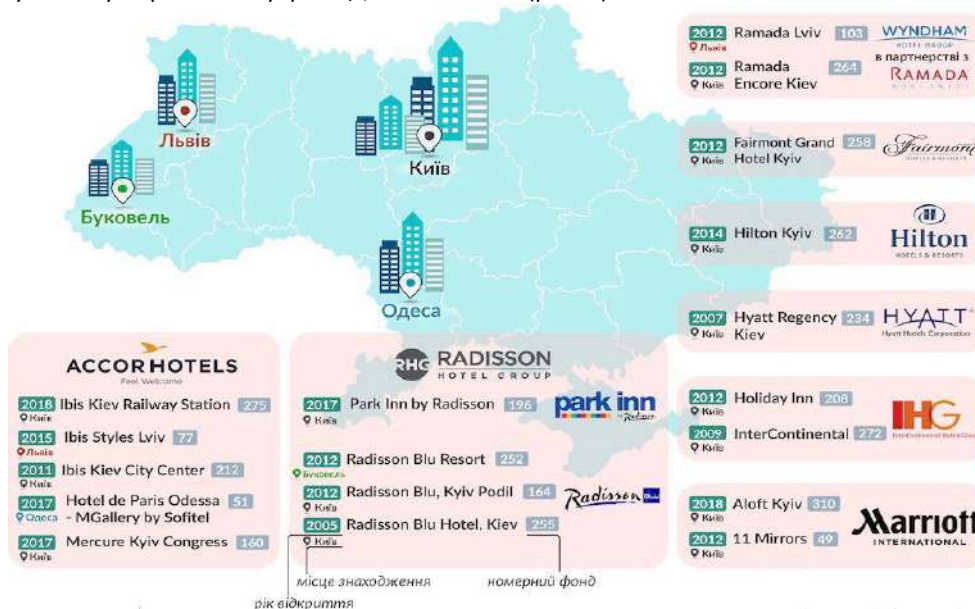 Львів
Київ
Буковель
Одеса
2012 Ramada Lviv 103
Львів
2012 Ramada 264
Київ Encore Kiev
WYNDHAM
HOTEL GROUP
в партнерстві з
RAMADA
2012 Fairmont Grand 258
Київ Hotel Kyiv
Fairmont
HOTELS & RESORTS
2014 Hilton Kyiv 262
Київ
Hilton
HOTELS & RESORTS
2007 Hyatt Regency 234
Київ Kiev
HYATT
Hyatt Hotels Corporation
2012 Holiday Inn 208
Київ
2009 InterContinental 272
Київ
IHG
2018 Aloft Kyiv 310
Київ
2012 11 Mirrors 49
Київ
Marriott
INTERNATIONAL
ACCORHOTELS
Feel Welcome
2018 Ibis Kiev Railway Station 275
Київ
2015 Ibis Styles Lviv 77
Львів
2011 Ibis Kiev City Center 212
Київ
2017 Hotel de Paris Odessa 51
Одеса - MGallery by Sofitel
2017 Mercure Kyiv Congress 160
Київ
RHG RADISSON
HOTEL GROUP
2017 Park Inn by Radisson 196
Київ
park inn
by Radisson
2012 Radisson Blu Resort 252
Буковель
2012 Radisson Blu, Kyiv Podil 164
Київ
Radisson BLU
2005 Radisson Blu Hotel, Kiev 255
Київ
місце знаходження
номерний фонд
рік відкриття